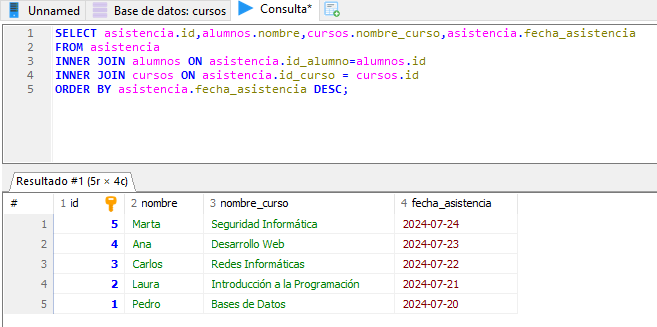 Unnamed Base de datos: cursos Consulta*
1 SELECT asistencia.id,alumnos.nombre,cursos.nombre_curso,asistencia.fecha_asistencia
2 FROM asistencia
3 INNER JOIN alumnos ON asistencia.id_alumno=alumnos.id
4 INNER JOIN cursos ON asistencia.id_curso = cursos.id
5 ORDER BY asistencia.fecha_asistencia DESC;
Resultado #1 (5r × 4c)
# 1 id 2 nombre 3 nombre_curso 4 fecha_asistencia
1 5 Marta Seguridad Informática 2024-07-24
2 4 Ana Desarrollo Web 2024-07-23
3 3 Carlos Redes Informáticas 2024-07-22
4 2 Laura Introducción a la Programación 2024-07-21
5 1 Pedro Bases de Datos 2024-07-20